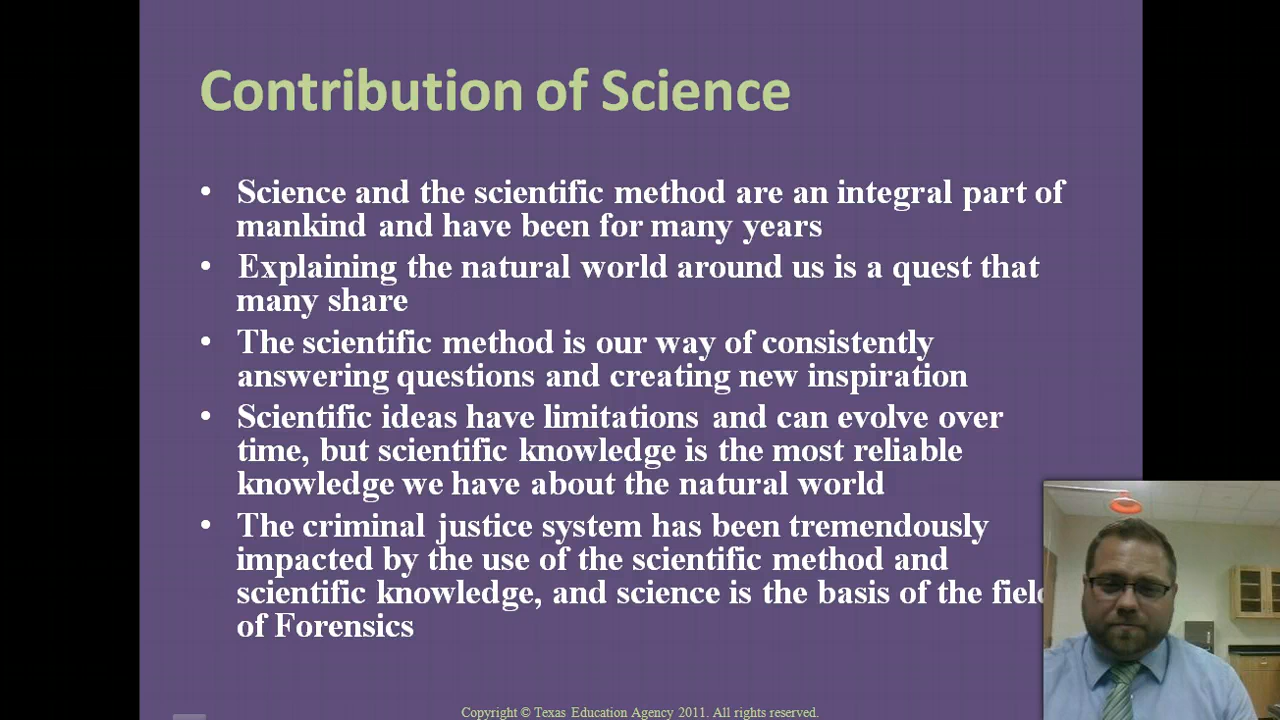 Contribution of Science
• Science and the scientific method are an integral part of
mankind and have been for many years
• Explaining the natural world around us is a quest that
many share
• The scientific method is our way of consistently
answering questions and creating new inspiration
• Scientific ideas have limitations and can evolve over
time, but scientific knowledge is the most reliable
knowledge we have about the natural world
• The criminal justice system has been tremendously
impacted by the use of the scientific method and
scientific knowledge, and science is the basis of the field
of Forensics
Copyright © Texas Education Agency 2011. All rights reserved.